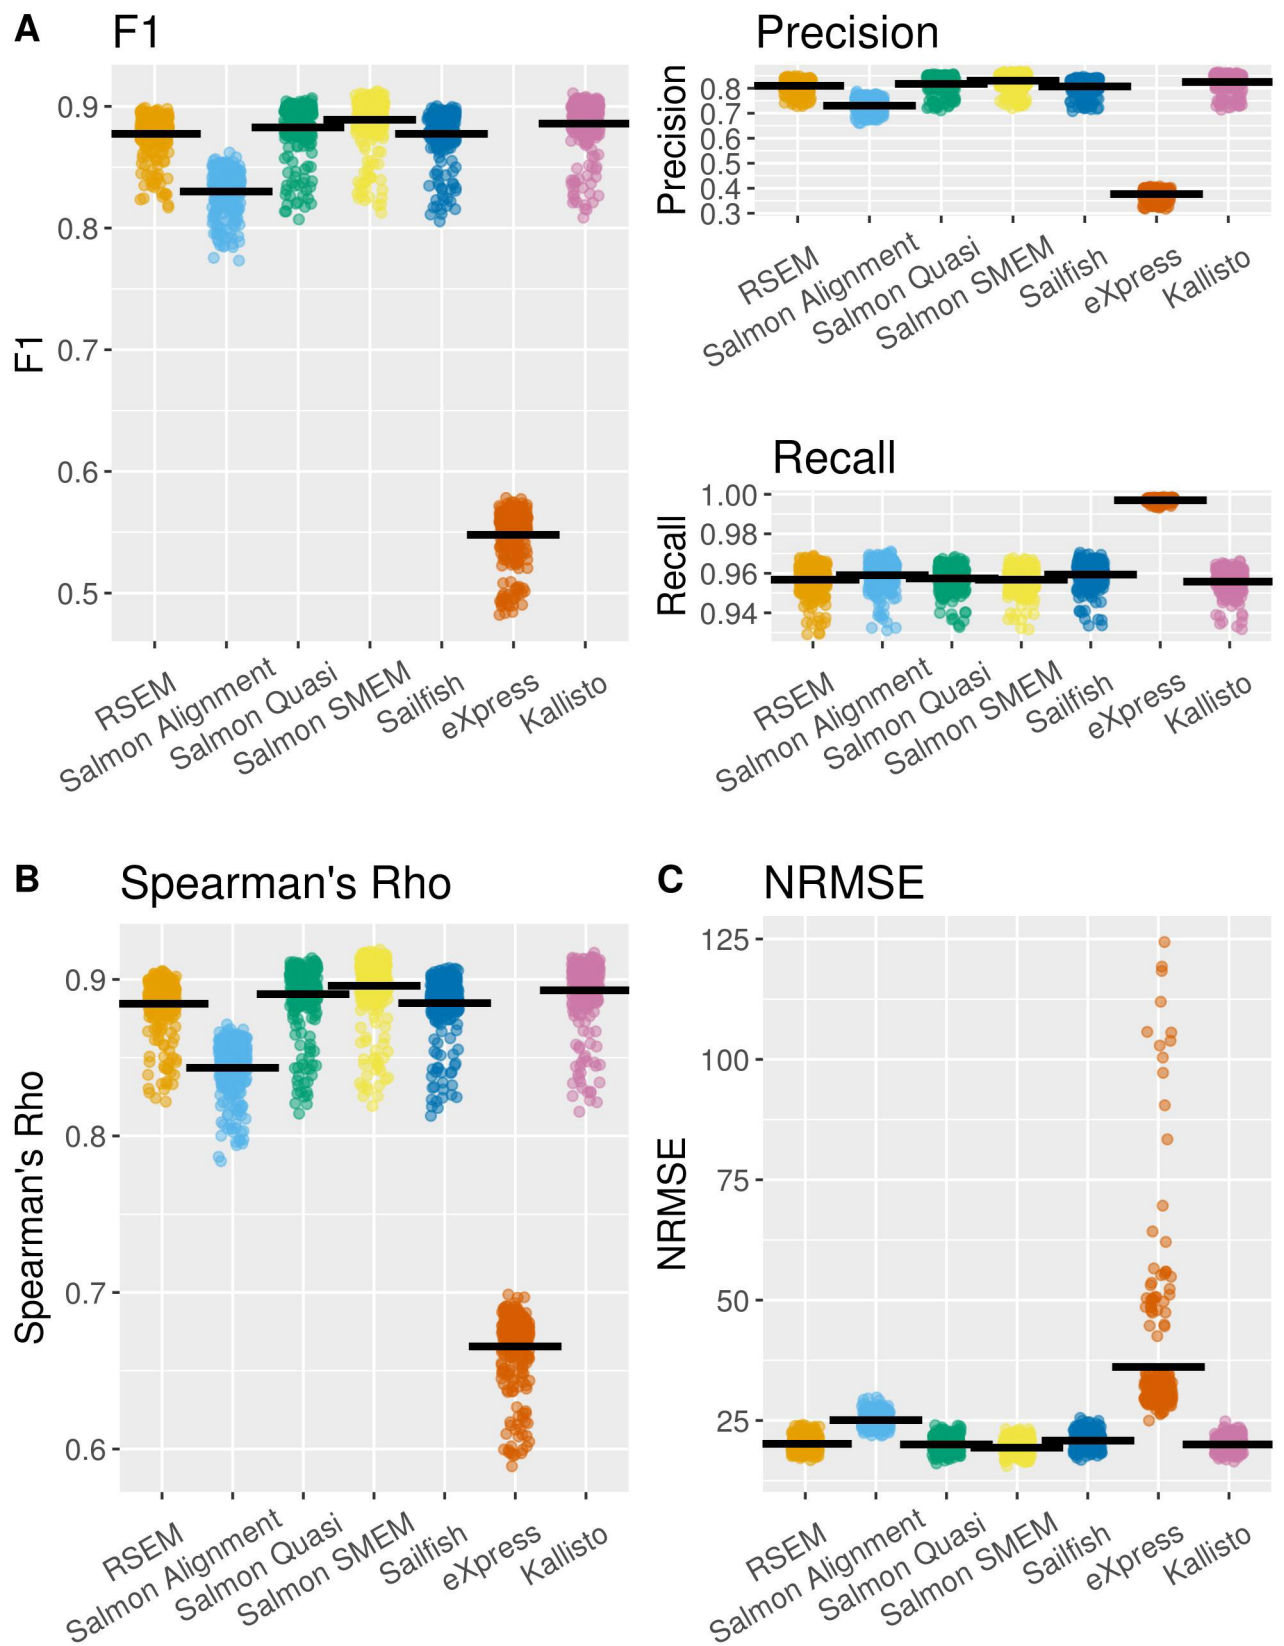 A
F1
F1
0.9
0.8
0.7
0.6
0.5
RSEM
Salmon Alignment
Salmon Quasi
Salmon SMEM
Sailfish
eXpress
Kallisto
Precision
Precision
0.8
0.7
0.6
0.5
0.4
0.3
RSEM
Salmon Alignment
Salmon Quasi
Salmon SMEM
Sailfish
eXpress
Kallisto
Recall
Recall
1.00
0.98
0.96
0.94
RSEM
Salmon Alignment
Salmon Quasi
Salmon SMEM
Sailfish
eXpress
Kallisto
B
Spearman's Rho
Spearman's Rho
0.9
0.8
0.7
0.6
RSEM
Salmon Alignment
Salmon Quasi
Salmon SMEM
Sailfish
eXpress
Kallisto
C
NRMSE
NRMSE
125
100
75
50
25
RSEM
Salmon Alignment
Salmon Quasi
Salmon SMEM
Sailfish
eXpress
Kallisto